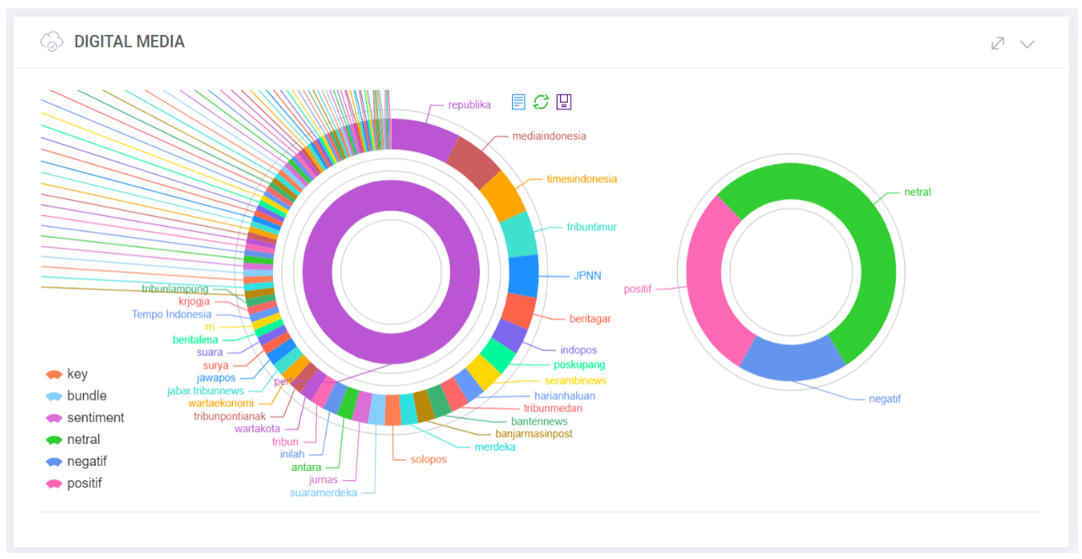 DIGITAL MEDIA
republika
mediaindonesia
timesindonesia
tribuntimur
JPNN
beritagar
indopos
poskupang
serambinews
harianhaluan
tribunmedan
bantennews
banjarmasinpost
merdeka
solopos
suaramerdeka
jurnas
antara
inilah
tribun
wartakota
tribunpontianak
wartaekonomi
jabar.tribunnews
jawapos
surya
suara
beritalima
rri
Tempo Indonesia
krjogja
tribunlampung
key
bundle
sentiment
netral
negatif
positif
netral
positif
negatif